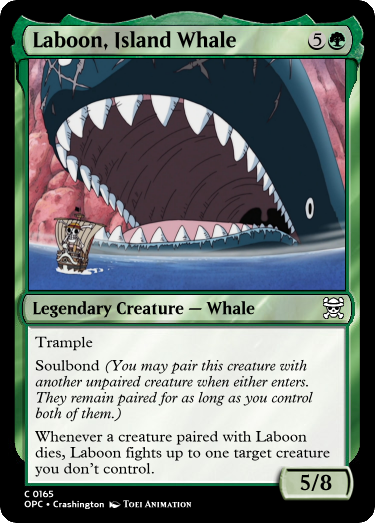 Laboon, Island Whale 5
Legendary Creature — Whale
Trample
Soulbond (You may pair this creature with
another unpaired creature when either enters.
They remain paired for as long as you control
both of them.)
Whenever a creature paired with Laboon
dies, Laboon fights up to one target creature
you don't control.
5/8
C 0165
OPC • Crashington TOEI ANIMATION